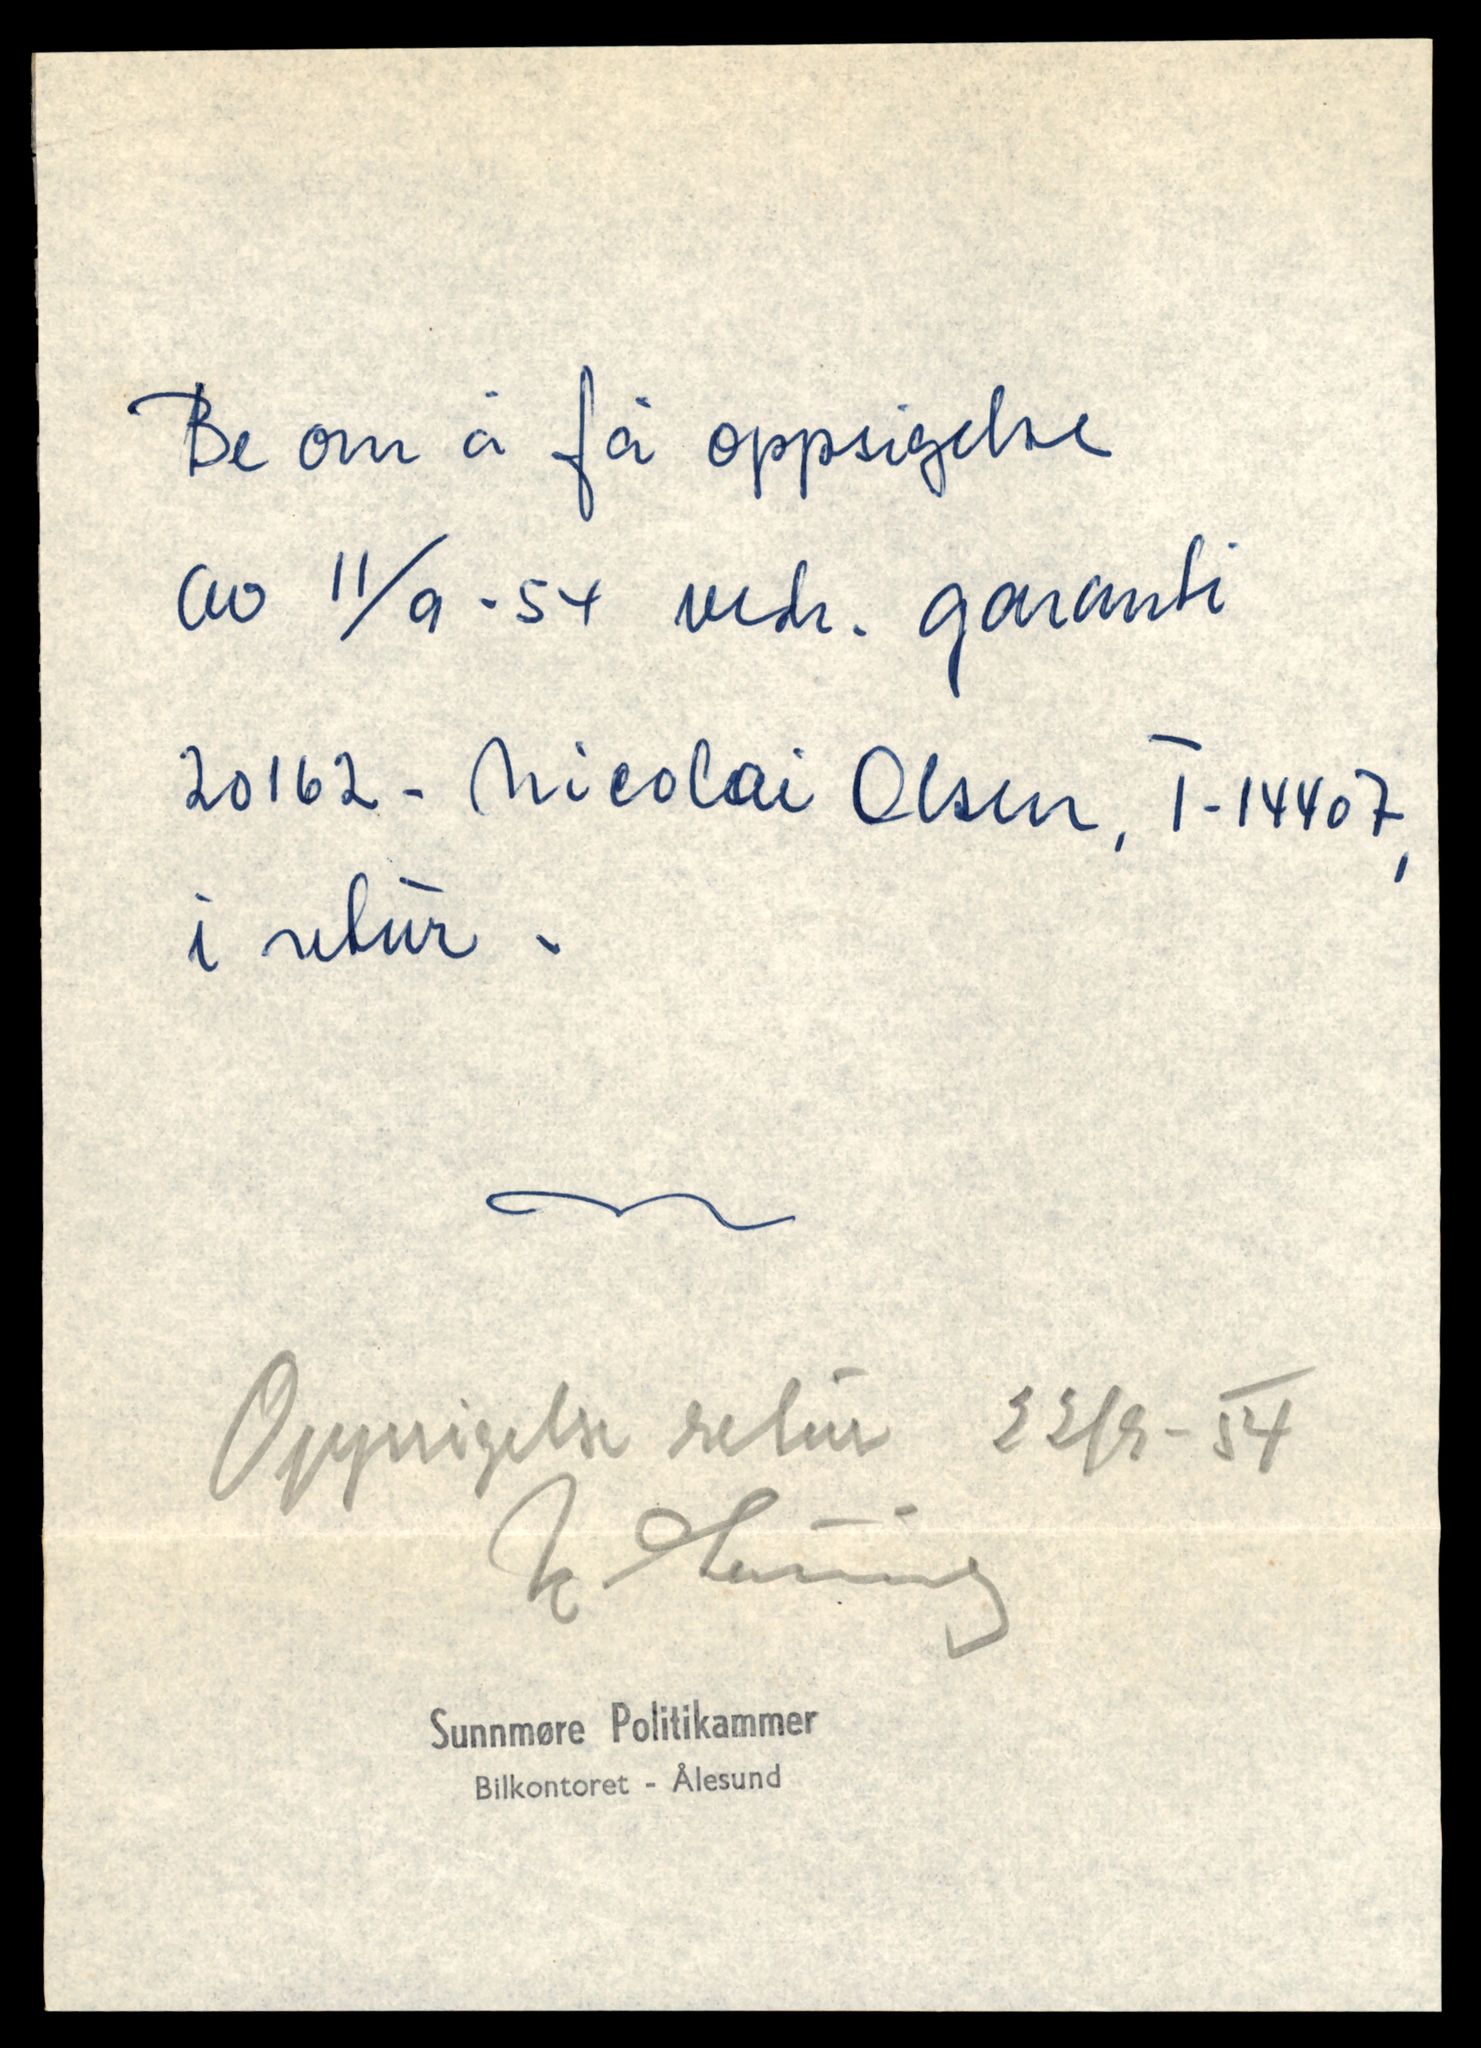 Be om å få oppsigelse
av 11/9-54 vedr. garanti
20162 - Nicolai Olsen, T-14407,
i retur.
Oppsigelse retur 22/9-54
Sunnmøre Politikammer
Bilkontoret - Ålesund